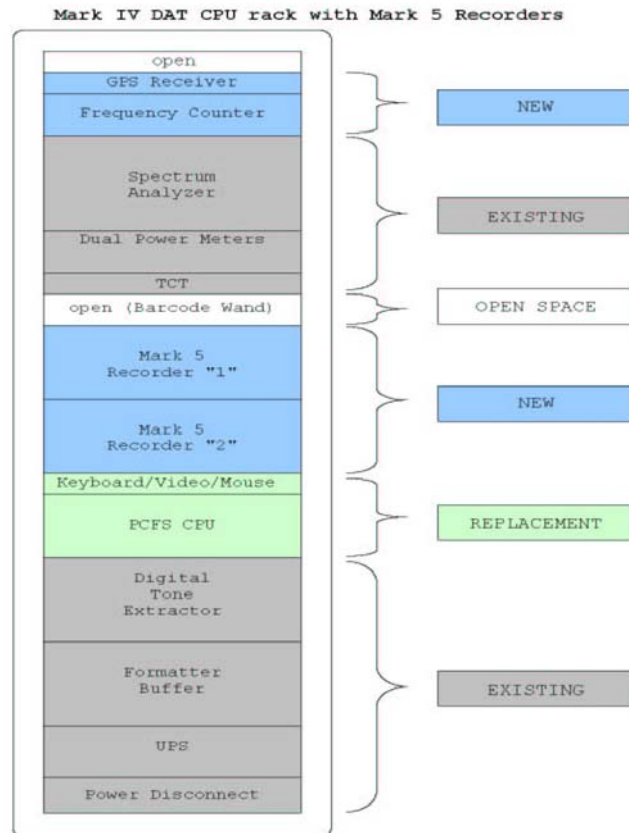 Mark IV DAT CPU rack with Mark 5 Recorders
open
GPS Receiver
Frequency Counter
Spectrum
Analyzer
Dual Power Meters
TCT
open (Barcode Wand)
Mark 5
Recorder "1"
Mark 5
Recorder "2"
Keyboard/Video/Mouse
PCFS CPU
Digital
Tone
Extractor
Formatter
Buffer
UPS
Power Disconnect
NEW
EXISTING
OPEN SPACE
NEW
REPLACEMENT
EXISTING